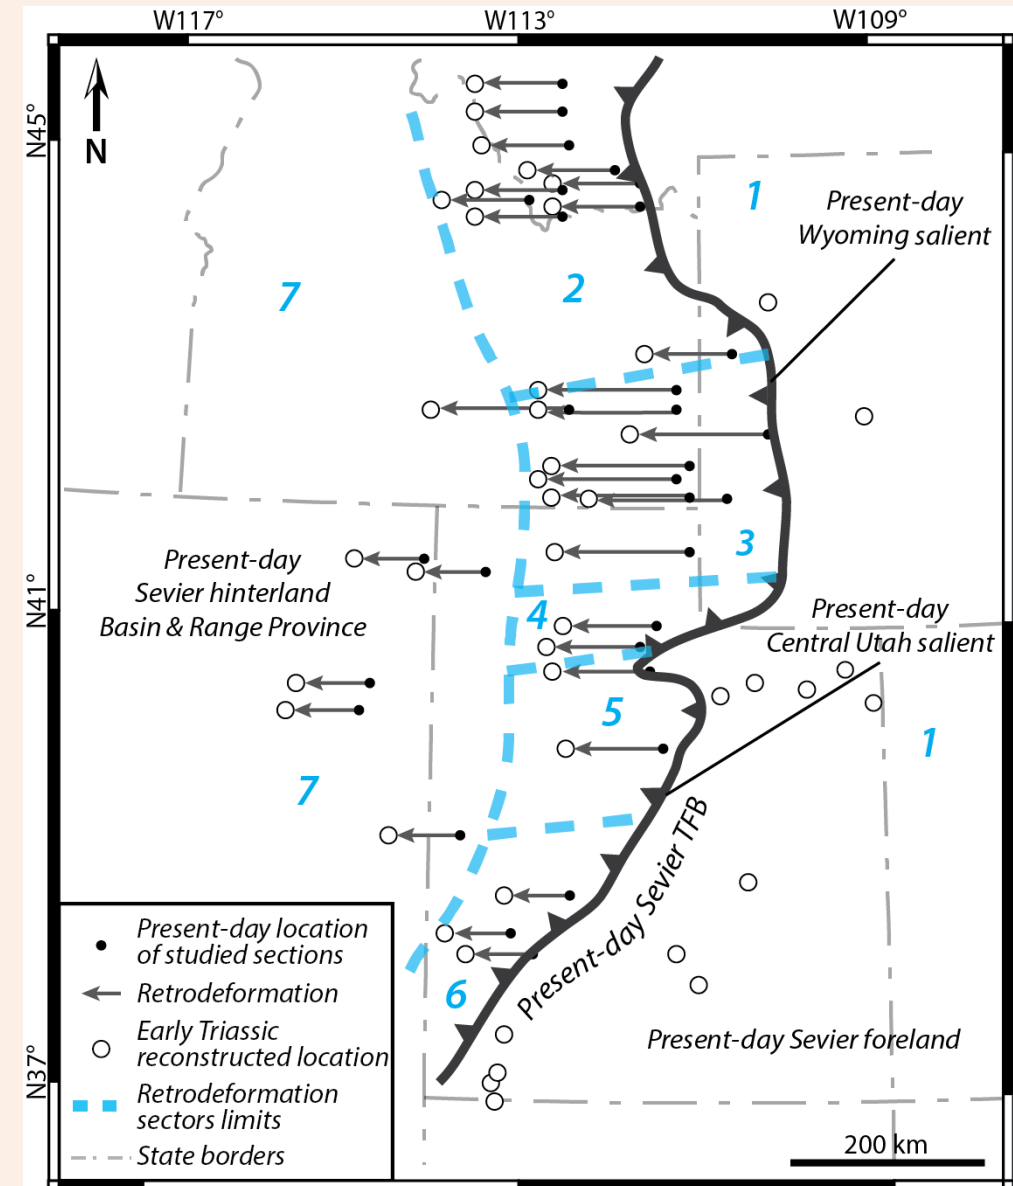 W117°
W113°
W109°
N45°
N
1
Present-day
Wyoming salient
2
7
3
Present-day
Sevier hinterland
Basin & Range Province
N41°
4
Present-day
Central Utah salient
5
1
7
Present-day Sevier TFB
6
Present-day location
of studied sections
Retrodeformation
Early Triassic
reconstructed location
Retrodeformation
sectors limits
State borders
N37°
Present-day Sevier foreland
200 km